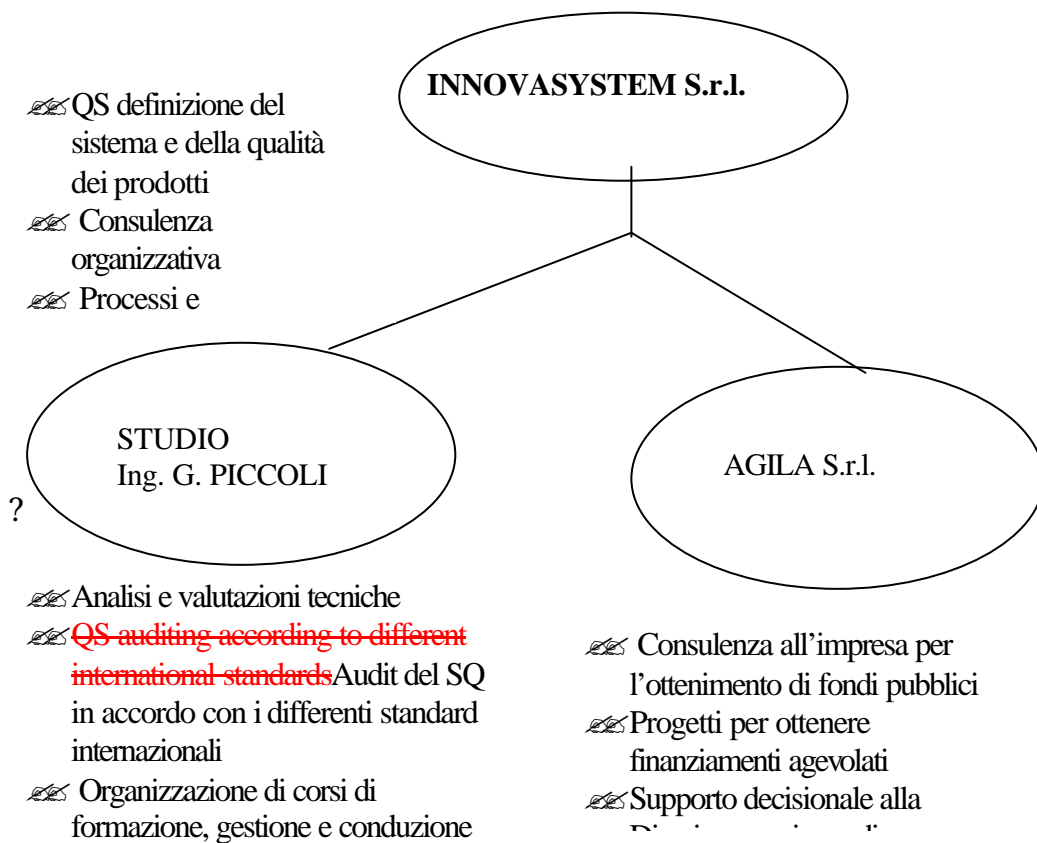 INNOVASYSTEM S.r.l.
QS definizione del
sistema e della qualità
dei prodotti
Consulenza
organizzativa
Processi e
STUDIO
Ing. G. PICCOLI
AGILA S.r.l.
?
Analisi e valutazioni tecniche
QS auditing according to different
international standardsAudit del SQ
in accordo con i differenti standard
internazionali
Organizzazione di corsi di
formazione, gestione e conduzione
Consulenza all'impresa per
l'ottenimento di fondi pubblici
Progetti per ottenere
finanziamenti agevolati
Supporto decisionale alla